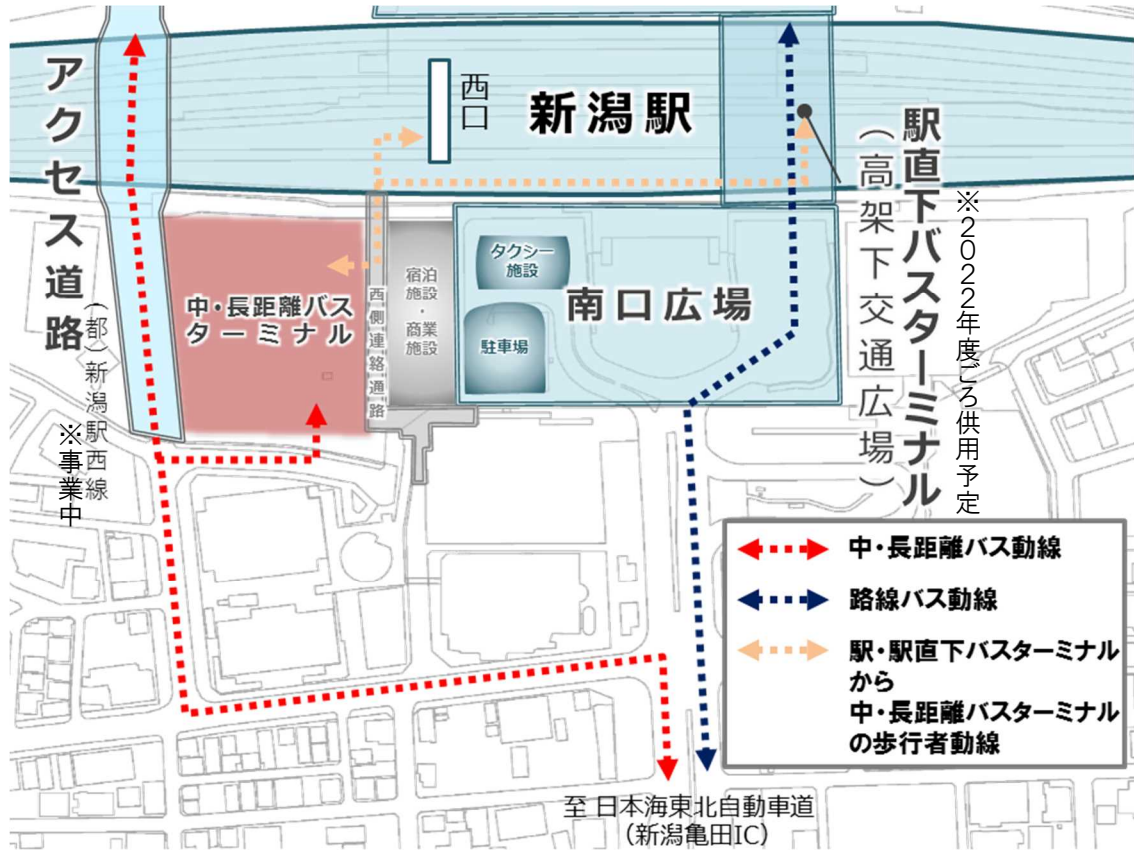 アクセス道路
(都)新潟駅西線
※事業中
西口
新潟駅
駅直下バスターミナル
(高架下交通広場)
※2022年度ごろ供用予定
中・長距離バス
ターミナル
西側連絡通路
宿泊
施設・
商業
施設
タクシー
施設
駐車場
南口広場
中・長距離バス動線
路線バス動線
駅・駅直下バスターミナル
から
中・長距離バスターミナル
の歩行者動線
至 日本海東北自動車道
(新潟亀田IC)